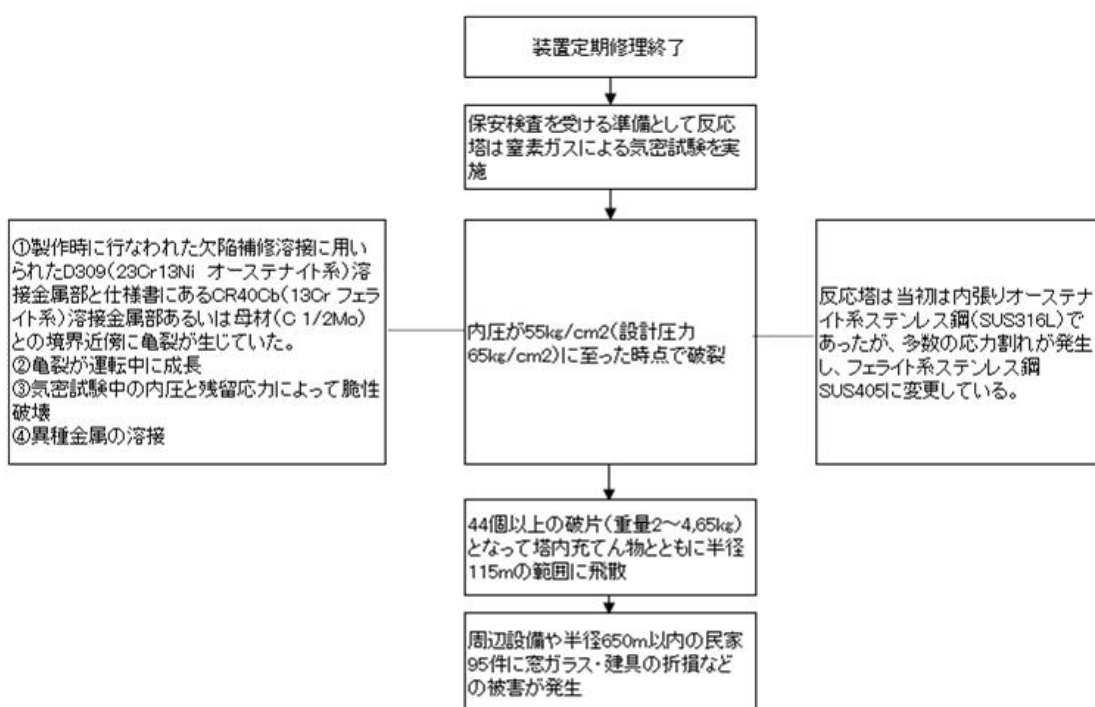 装置定期修理終了
保安検査を受ける準備として反応
塔は窒素ガスによる気密試験を実
施
①製作時に行なわれた欠陥補修溶接に用い
られたD309(23Cr13Ni オーステナイト系)溶
接金属部と仕様書にあるCR40Cb(13Cr フェラ
イト系)溶接金属部あるいは母材(C 1/2Mo)
との境界近傍に亀裂が生じていた。
②亀裂が運転中に成長
③気密試験中の内圧と残留応力によって脆性
破壊
④異種金属の溶接
内圧が55kg/cm2(設計圧力
65kg/cm2)に至った時点で破裂
反応塔は当初は内張りオーステナ
イト系ステンレス鋼(SUS316L)で
あったが、多数の応力割れが発生
し、フェライト系ステンレス鋼
SUS405に変更している。
44個以上の破片(重量2～4,65kg)
となって塔内充てん物とともに半径
115mの範囲に飛散
周辺設備や半径650m以内の民家
95件に窓ガラス・建具の折損など
の被害が発生